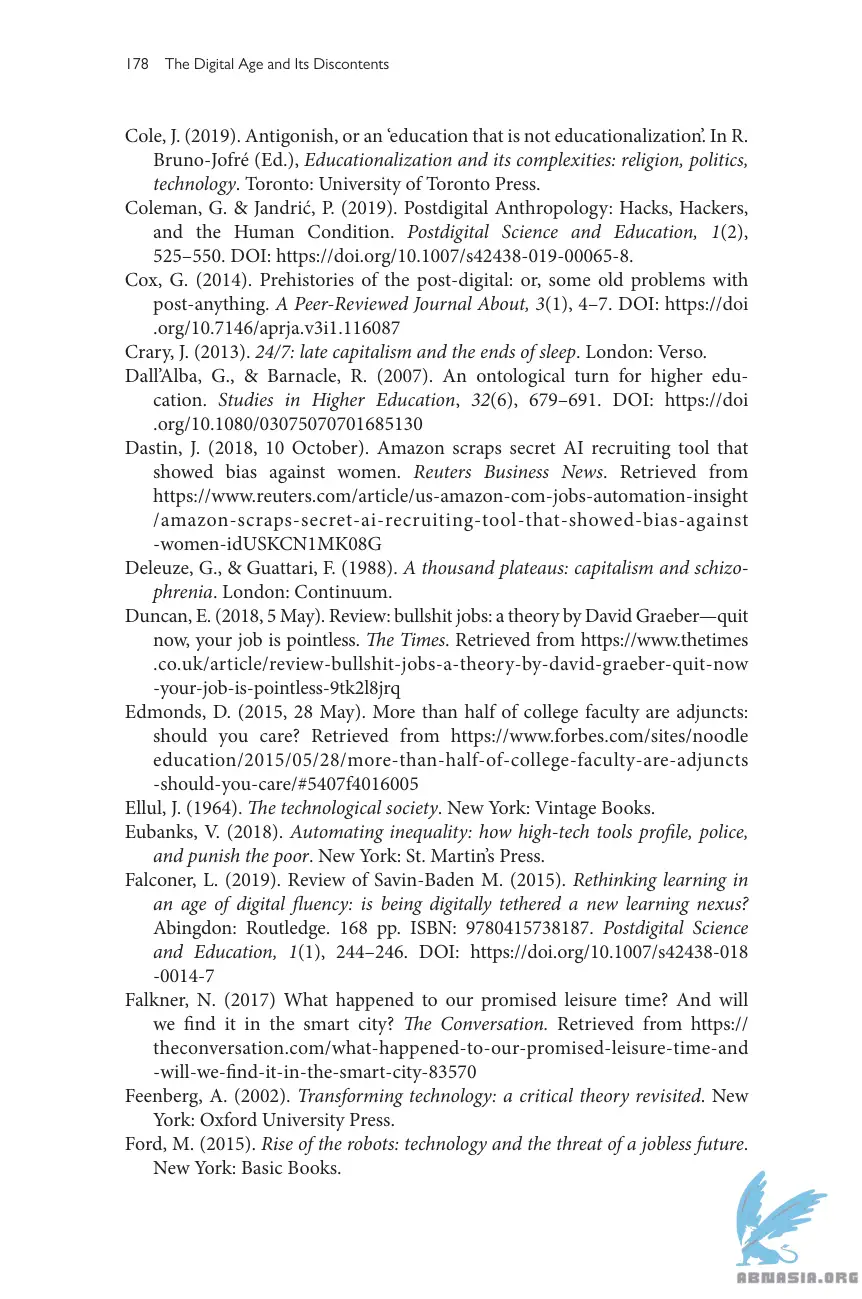 178 The Digital Age and Its Discontents
Cole, J. (2019). Antigonish, or an ‘education that is not educationalization’. In R.
Bruno-Jofré (Ed.), Educationalization and its complexities: religion, politics,
technology. Toronto: University of Toronto Press.
Coleman, G. & Jandrić, P. (2019). Postdigital Anthropology: Hacks, Hackers,
and the Human Condition. Postdigital Science and Education, 1(2),
525–550. DOI: https://doi.org/10.1007/s42438-019-00065-8.
Cox, G. (2014). Prehistories of the post-digital: or, some old problems with
post-anything. A Peer-Reviewed Journal About, 3(1), 4–7. DOI: https://doi
.org/10.7146/aprja.v3i1.116087
Crary, J. (2013). 24/7: late capitalism and the ends of sleep. London: Verso.
Dall’Alba, G., & Barnacle, R. (2007). An ontological turn for higher edu-
cation. Studies in Higher Education, 32(6), 679–691. DOI: https://doi
.org/10.1080/03075070701685130
Dastin, J. (2018, 10 October). Amazon scraps secret AI recruiting tool that
showed bias against women. Reuters Business News. Retrieved from
https://www.reuters.com/article/us-amazon-com-jobs-automation-insight
/amazon-scraps-secret-ai-recruiting-tool-that-showed-bias-against
-women-idUSKCN1MK08G
Deleuze, G., & Guattari, F. (1988). A thousand plateaus: capitalism and schizo-
phrenia. London: Continuum.
Duncan, E. (2018, 5 May). Review: bullshit jobs: a theory by David Graeber—quit
now, your job is pointless. The Times. Retrieved from https://www.thetimes
.co.uk/article/review-bullshit-jobs-a-theory-by-david-graeber-quit-now
-your-job-is-pointless-9tk2l8jrq
Edmonds, D. (2015, 28 May). More than half of college faculty are adjuncts:
should you care? Retrieved from https://www.forbes.com/sites/noodle
education/2015/05/28/more-than-half-of-college-faculty-are-adjuncts
-should-you-care/#5407f4016005
Ellul, J. (1964). The technological society. New York: Vintage Books.
Eubanks, V. (2018). Automating inequality: how high-tech tools profile, police,
and punish the poor. New York: St. Martin’s Press.
Falconer, L. (2019). Review of Savin-Baden M. (2015). Rethinking learning in
an age of digital fluency: is being digitally tethered a new learning nexus?
Abingdon: Routledge. 168 pp. ISBN: 9780415738187. Postdigital Science
and Education, 1(1), 244–246. DOI: https://doi.org/10.1007/s42438-018
-0014-7
Falkner, N. (2017) What happened to our promised leisure time? And will
we find it in the smart city? The Conversation. Retrieved from https://
theconversation.com/what-happened-to-our-promised-leisure-time-and
-will-we-find-it-in-the-smart-city-83570
Feenberg, A. (2002). Transforming technology: a critical theory revisited. New
York: Oxford University Press.
Ford, M. (2015). Rise of the robots: technology and the threat of a jobless future.
New York: Basic Books.
ABNASIA.ORG